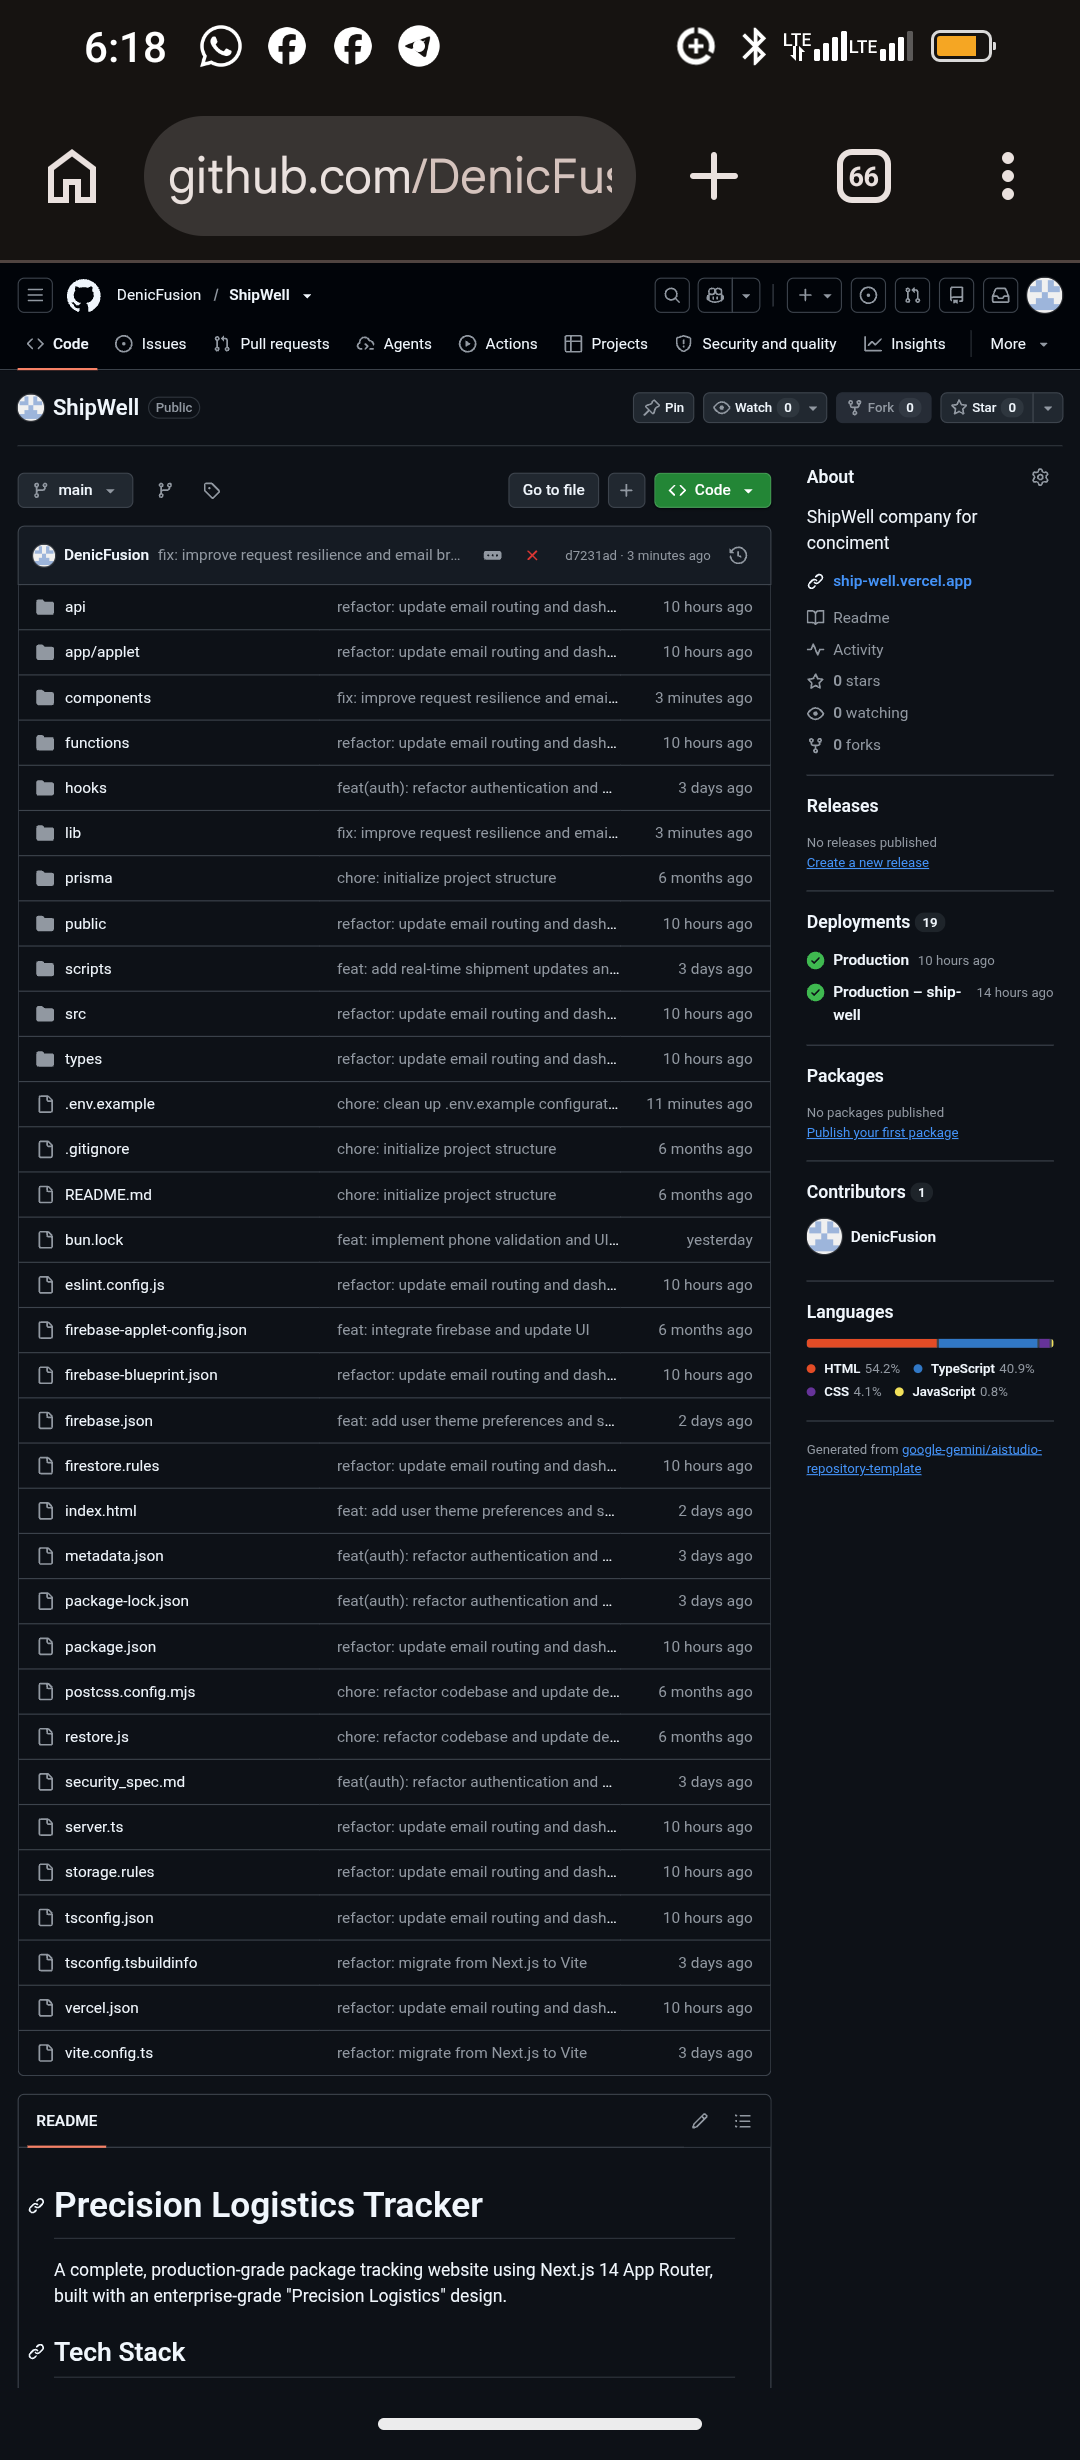 6:18
LTE LTE
github.com/DenicFus
66
DenicFusion / ShipWell
Code Issues Pull requests Agents Actions Projects Security and quality Insights More
ShipWell Public
Pin Watch 0 Fork 0 Star 0
main Go to file Code
DenicFusion fix: improve request resilience and email br... d7231ad · 3 minutes ago
api refactor: update email routing and dash... 10 hours ago
app/applet refactor: update email routing and dash... 10 hours ago
components fix: improve request resilience and emai... 3 minutes ago
functions refactor: update email routing and dash... 10 hours ago
hooks feat(auth): refactor authentication and ... 3 days ago
lib fix: improve request resilience and emai... 3 minutes ago
prisma chore: initialize project structure 6 months ago
public refactor: update email routing and dash... 10 hours ago
scripts feat: add real-time shipment updates an... 3 days ago
src refactor: update email routing and dash... 10 hours ago
types refactor: update email routing and dash... 10 hours ago
.env.example chore: clean up .env.example configurat... 11 minutes ago
.gitignore chore: initialize project structure 6 months ago
README.md chore: initialize project structure 6 months ago
bun.lock feat: implement phone validation and UI... yesterday
eslint.config.js refactor: update email routing and dash... 10 hours ago
firebase-applet-config.json feat: integrate firebase and update UI 6 months ago
firebase-blueprint.json refactor: update email routing and dash... 10 hours ago
firebase.json feat: add user theme preferences and s... 2 days ago
firestore.rules refactor: update email routing and dash... 10 hours ago
index.html feat: add user theme preferences and s... 2 days ago
metadata.json feat(auth): refactor authentication and ... 3 days ago
package-lock.json feat(auth): refactor authentication and ... 3 days ago
package.json refactor: update email routing and dash... 10 hours ago
postcss.config.mjs chore: refactor codebase and update de... 6 months ago
restore.js chore: refactor codebase and update de... 6 months ago
security_spec.md feat(auth): refactor authentication and ... 3 days ago
server.ts refactor: update email routing and dash... 10 hours ago
storage.rules refactor: update email routing and dash... 10 hours ago
tsconfig.json refactor: update email routing and dash... 10 hours ago
tsconfig.tsbuildinfo refactor: migrate from Next.js to Vite 3 days ago
vercel.json refactor: update email routing and dash... 10 hours ago
vite.config.ts refactor: migrate from Next.js to Vite 3 days ago
README
Precision Logistics Tracker
A complete, production-grade package tracking website using Next.js 14 App Router,
built with an enterprise-grade "Precision Logistics" design.
Tech Stack
About
ShipWell company for
conciment
ship-well.vercel.app
Readme
Activity
0 stars
0 watching
0 forks
Releases
No releases published
Create a new release
Deployments 19
Production 10 hours ago
Production – ship- 14 hours ago
well
Packages
No packages published
Publish your first package
Contributors 1
DenicFusion
Languages
HTML 54.2% TypeScript 40.9%
CSS 4.1% JavaScript 0.8%
Generated from google-gemini/aistudio-
repository-template